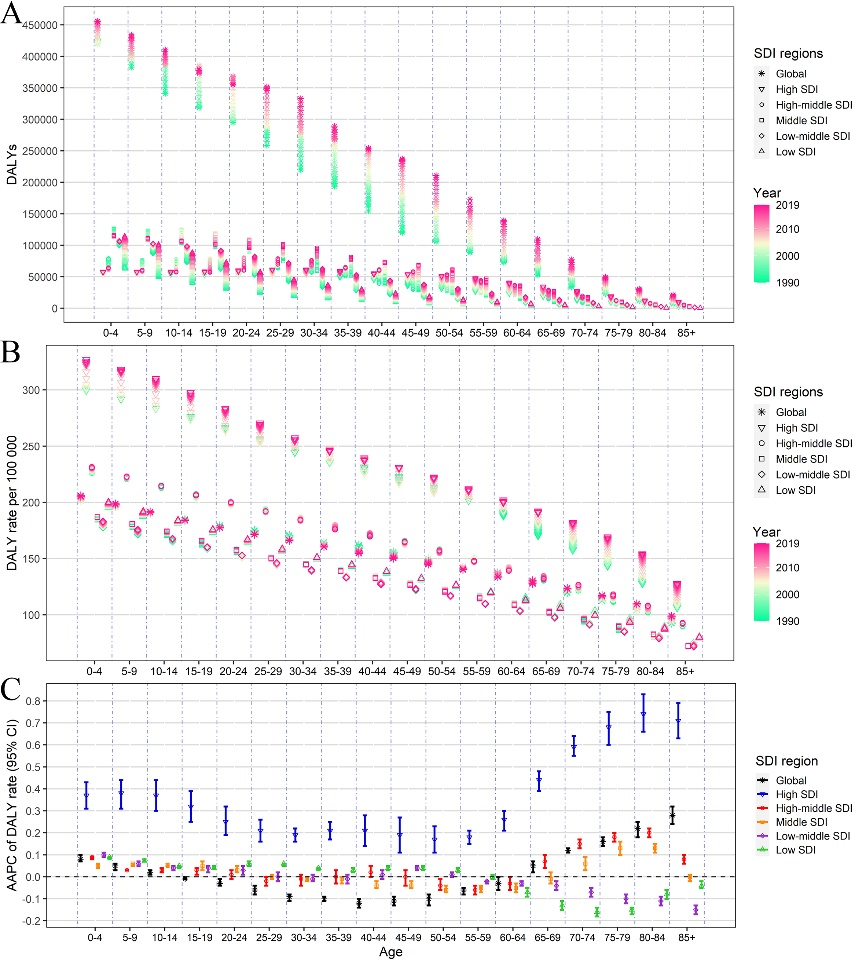 A
DALYs
450000
400000
350000
300000
250000
200000
150000
100000
50000
0
0-4 5-9 10-14 15-19 20-24 25-29 30-34 35-39 40-44 45-49 50-54 55-59 60-64 65-69 70-74 75-79 80-84 85+
SDI regions
Global
High SDI
High-middle SDI
Middle SDI
Low-middle SDI
Low SDI
Year
2019
2010
2000
1990
B
DALY rate per 100 000
300
250
200
150
100
0-4 5-9 10-14 15-19 20-24 25-29 30-34 35-39 40-44 45-49 50-54 55-59 60-64 65-69 70-74 75-79 80-84 85+
SDI regions
Global
High SDI
High-middle SDI
Middle SDI
Low-middle SDI
Low SDI
Year
2019
2010
2000
1990
C
AAPC of DALY rate (95% CI)
0.8
0.7
0.6
0.5
0.4
0.3
0.2
0.1
0.0
-0.1
-0.2
0-4 5-9 10-14 15-19 20-24 25-29 30-34 35-39 40-44 45-49 50-54 55-59 60-64 65-69 70-74 75-79 80-84 85+
Age
SDI region
Global
High SDI
High-middle SDI
Middle SDI
Low-middle SDI
Low SDI